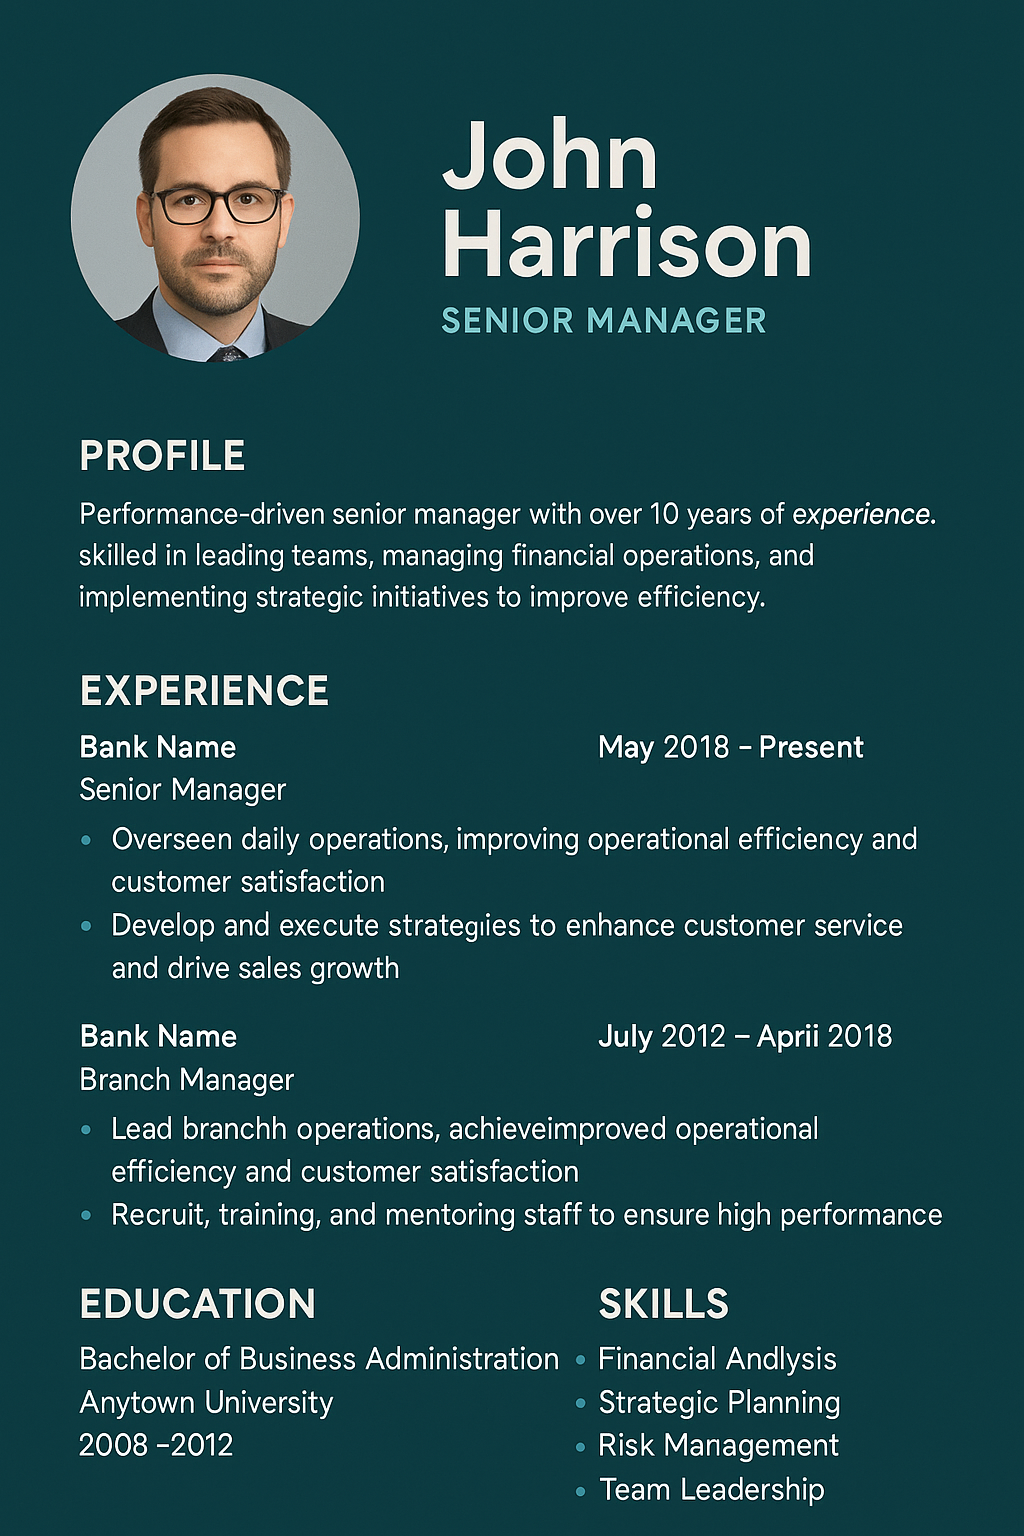 John
Harrison
SENIOR MANAGER
PROFILE
Performance-driven senior manager with over 10 years of experience.
skilled in leading teams, managing financial operations, and
implementing strategic initiatives to improve efficiency.
EXPERIENCE
Bank Name May 2018 – Present
Senior Manager
• Overseen daily operations, improving operational efficiency and
customer satisfaction
• Develop and execute strategıies to enhance customer service
and drive sales growth
Bank Name July 2012 – Aprii 2018
Branch Manager
• Lead branchh operations, achieveimproved operational
efficiency and customer satisfaction
• Recruit, training, and mentoring staff to ensure high performance
EDUCATION
Bachelor of Business Administration
Anytown University
2008 –2012
SKILLS
• Financial Andlysis
• Strategic Planning
• Risk Management
• Team Leadership